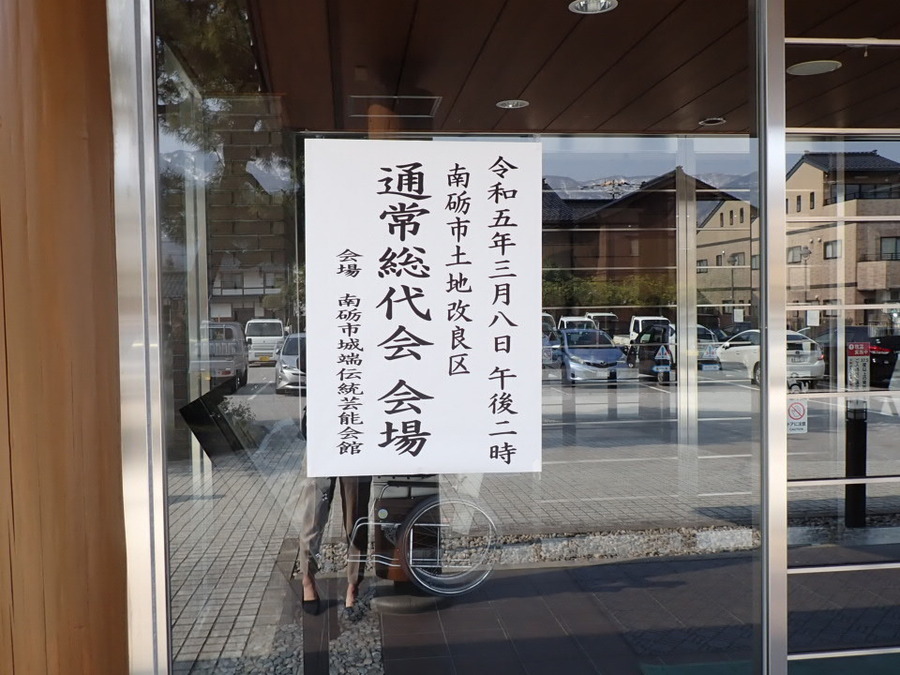 令和五年三月八日 午後二時
南砺市土地改良区
通常総代会 会場
会場 南砺市城端伝統芸能会館